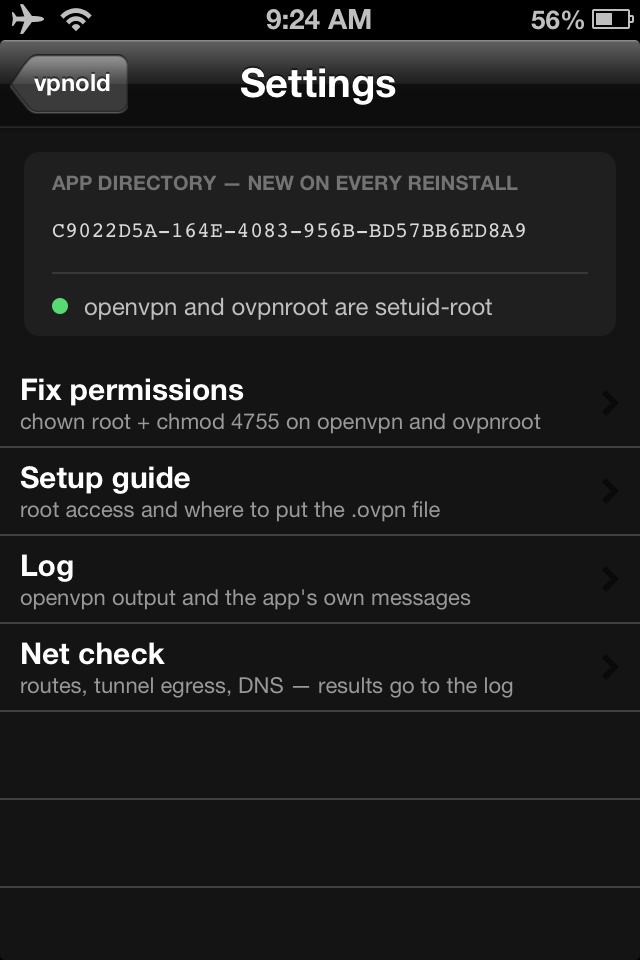 9:24 AM
56%
vpnold
Settings
APP DIRECTORY — NEW ON EVERY REINSTALL
C9022D5A-164E-4083-956B-BD57BB6ED8A9
openvpn and ovpnroot are setuid-root
Fix permissions
chown root + chmod 4755 on openvpn and ovpnroot
Setup guide
root access and where to put the .ovpn file
Log
openvpn output and the app's own messages
Net check
routes, tunnel egress, DNS — results go to the log